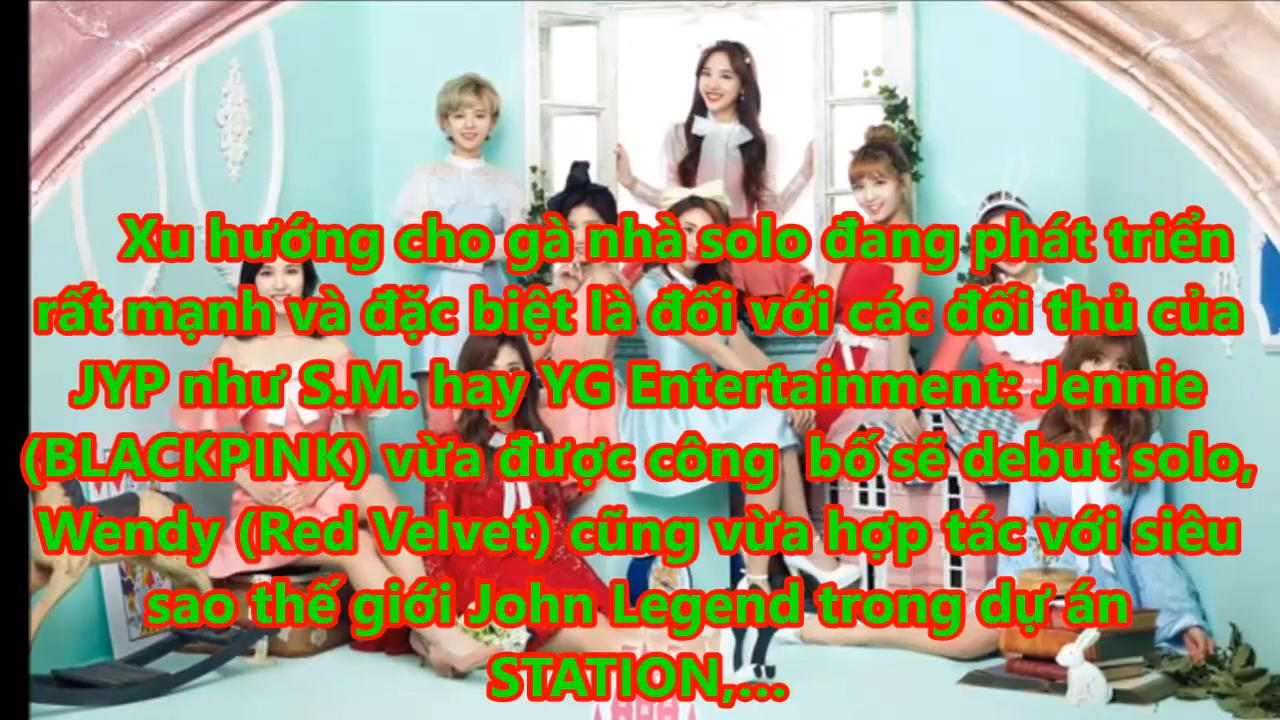 Xu hướng cho gà nhà solo đang phát triển
rất mạnh và đặc biệt là đối với các đối thủ của
JYP như S.M. hay YG Entertainment: Jennie
(BLACKPINK) vừa được công bố sẽ debut solo,
Wendy (Red Velvet) cũng vừa hợp tác với siêu
sao thế giới John Legend trong dự án
STATION,...